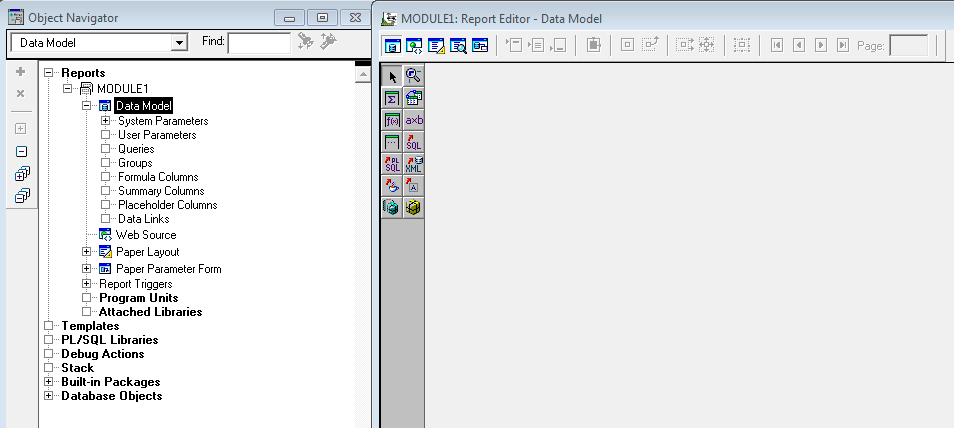 Object Navigator
Data Model
Find:
Reports
MODULE1
Data Model
System Parameters
User Parameters
Queries
Groups
Formula Columns
Summary Columns
Placeholder Columns
Data Links
Web Source
Paper Layout
Paper Parameter Form
Report Triggers
Program Units
Attached Libraries
Templates
PL/SQL Libraries
Debug Actions
Stack
Built-in Packages
Database Objects
MODULE1: Report Editor - Data Model
Page:
Σ
f(x)
a×b
SQL
PL
SQL
XML
A